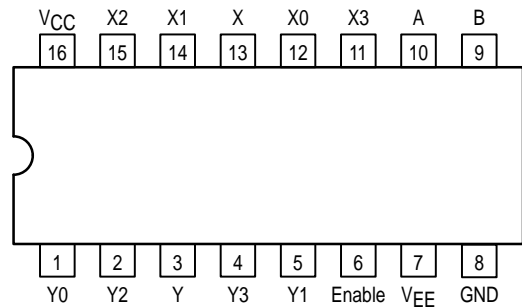 VCC X2 X1 X X0 X3 A B
16 15 14 13 12 11 10 9
1 2 3 4 5 6 7 8
Y0 Y2 Y Y3 Y1 Enable VEE GND